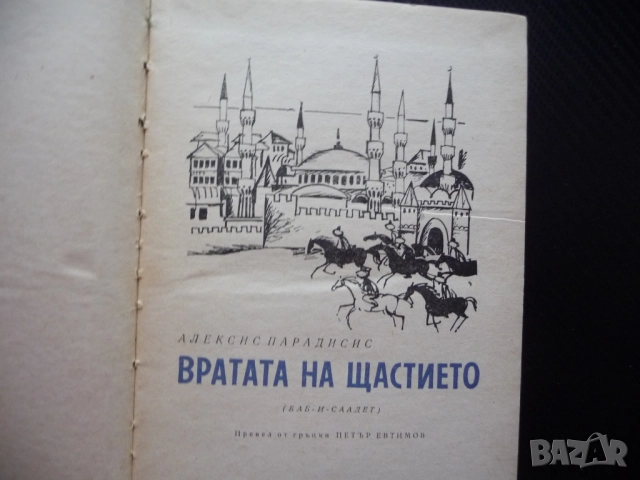 АЛЕКСИС ПАРАДИСИС
ВРАТАТА НА ЩАСТИЕТО
(БАБ-И-СААДЕТ)
Превел от гръцки ПЕТЪР ЕВТИМОВ
BAZAR